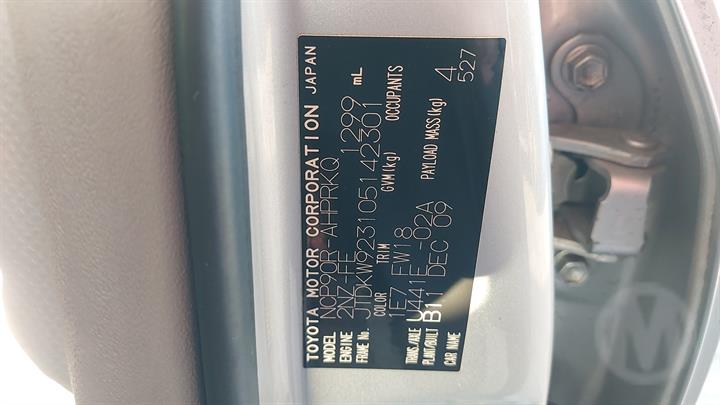 TOYOTA MOTOR CORPORATION JAPAN
MODEL NCP90R-AHPRKQ 1299 mL
ENGINE 2NZ-FE
FRAME No. JTDKW923105142301
COLOR TRIM GVM(kg) OCCUPANTS
1E7 FW18 4
TRANS./AXLE U441E -02A PAYLOAD MASS(kg) 527
PLANT/BUILT B11 DEC 09
CAR NAME
manheim